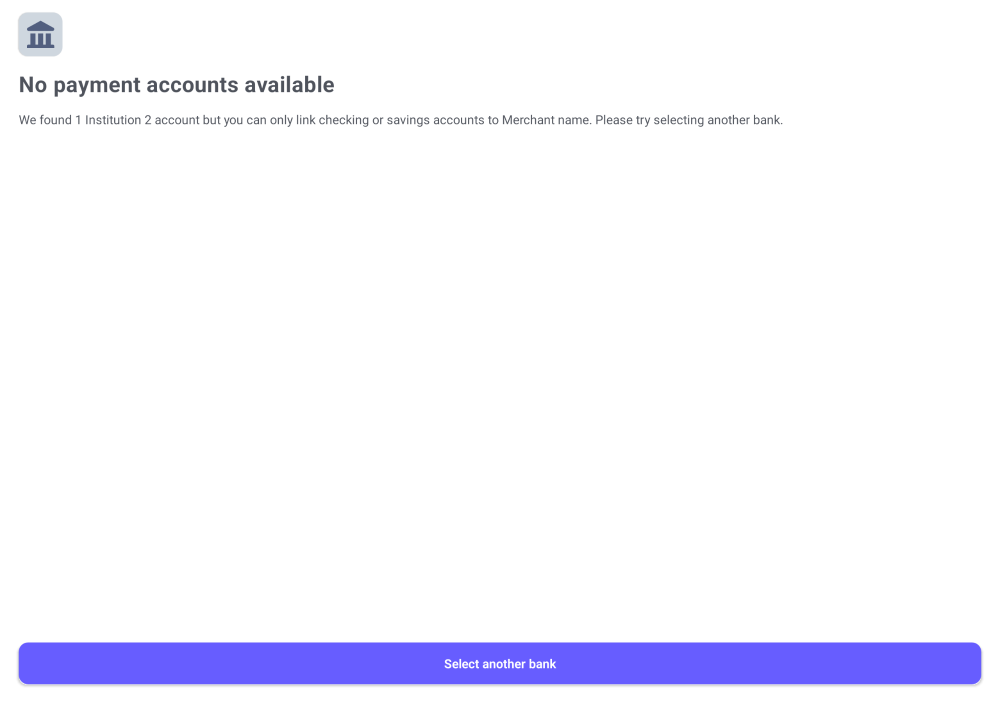 No payment accounts available
We found 1 Institution 2 account but you can only link checking or savings accounts to Merchant name. Please try selecting another bank.
Select another bank